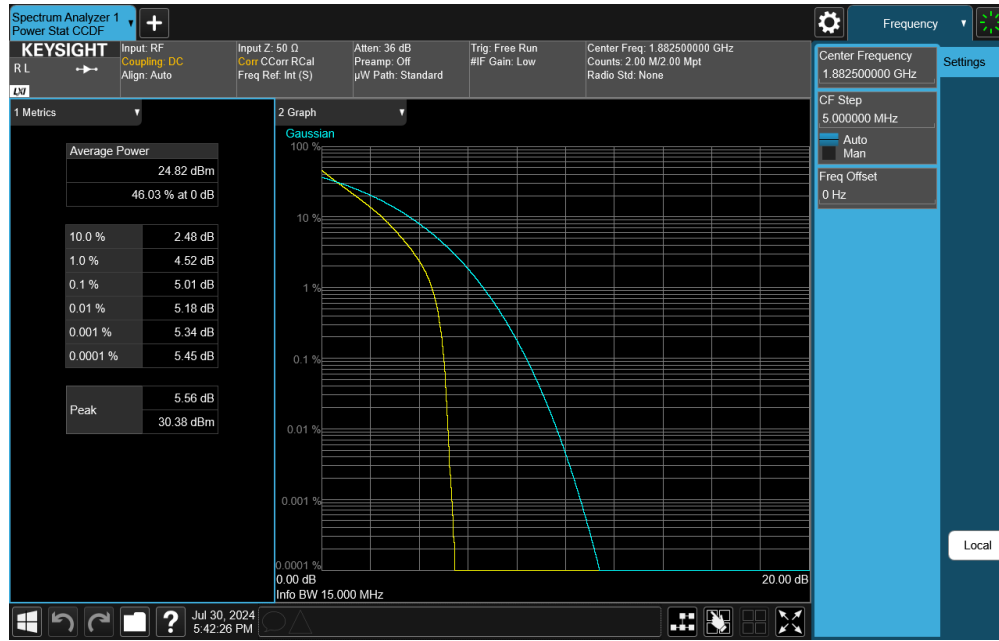 Spectrum Analyzer 1
Power Stat CCDF
Frequency
KEYSIGHT
R L
LXI
Input: RF
Coupling: DC
Align: Auto
Input Z: 50 Ω
Corr CCorr RCal
Freq Ref: Int (S)
Atten: 36 dB
Preamp: Off
µW Path: Standard
Trig: Free Run
#IF Gain: Low
Center Freq: 1.882500000 GHz
Counts: 2.00 M/2.00 Mpt
Radio Std: None
Center Frequency
1.882500000 GHz
Settings
CF Step
5.000000 MHz
Auto
Man
Freq Offset
0 Hz
Local
1 Metrics
Average Power
24.82 dBm
46.03 % at 0 dB
10.0 % 2.48 dB
1.0 % 4.52 dB
0.1 % 5.01 dB
0.01 % 5.18 dB
0.001 % 5.34 dB
0.0001 % 5.45 dB
Peak
5.56 dB
30.38 dBm
2 Graph
Gaussian
100 %
10 %
1 %
0.1 %
0.01 %
0.001 %
0.0001 %
0.00 dB 20.00 dB
Info BW 15.000 MHz
Jul 30, 2024
5:42:26 PM